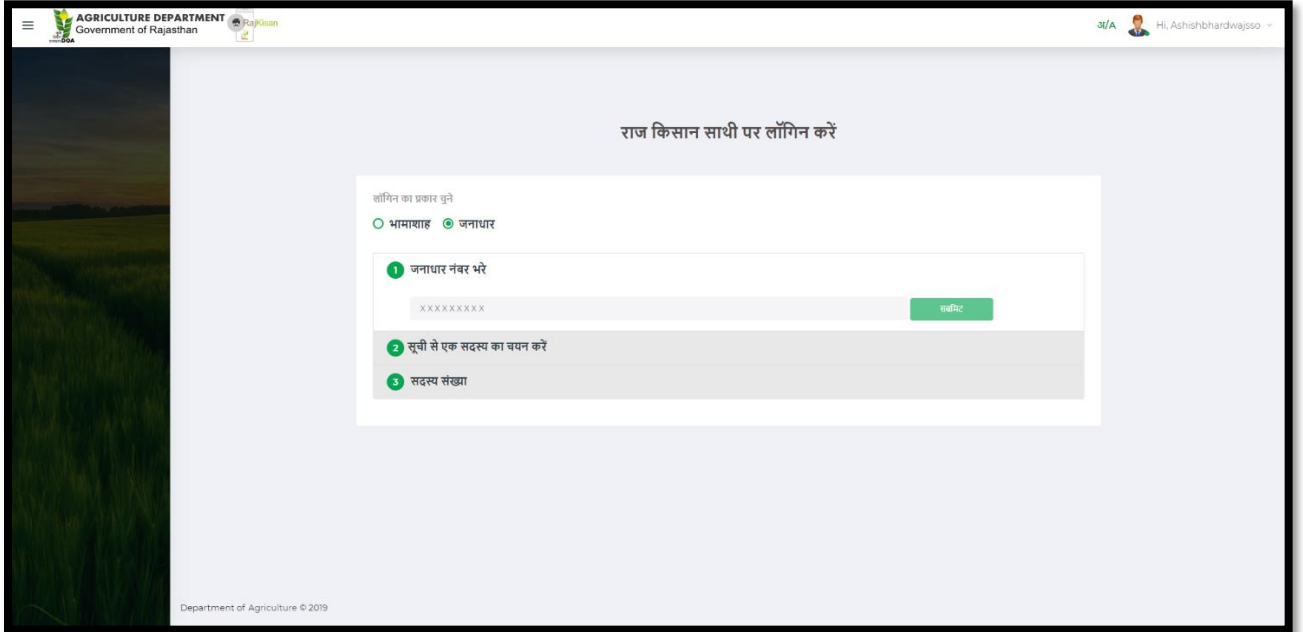 AGRICULTURE DEPARTMENT
Government of Rajasthan
RajKisan
अ/A
Hi, Ashishbhardwajsso
राज किसान साथी पर लॉगिन करें
लॉगिन का प्रकार चुने
भामाशाह जनाधार
1 जनाधार नंबर भरे
XXXXXXXXX
सबमिट
2 सूची से एक सदस्य का चयन करें
3 सदस्य संख्या
Department of Agriculture © 2019